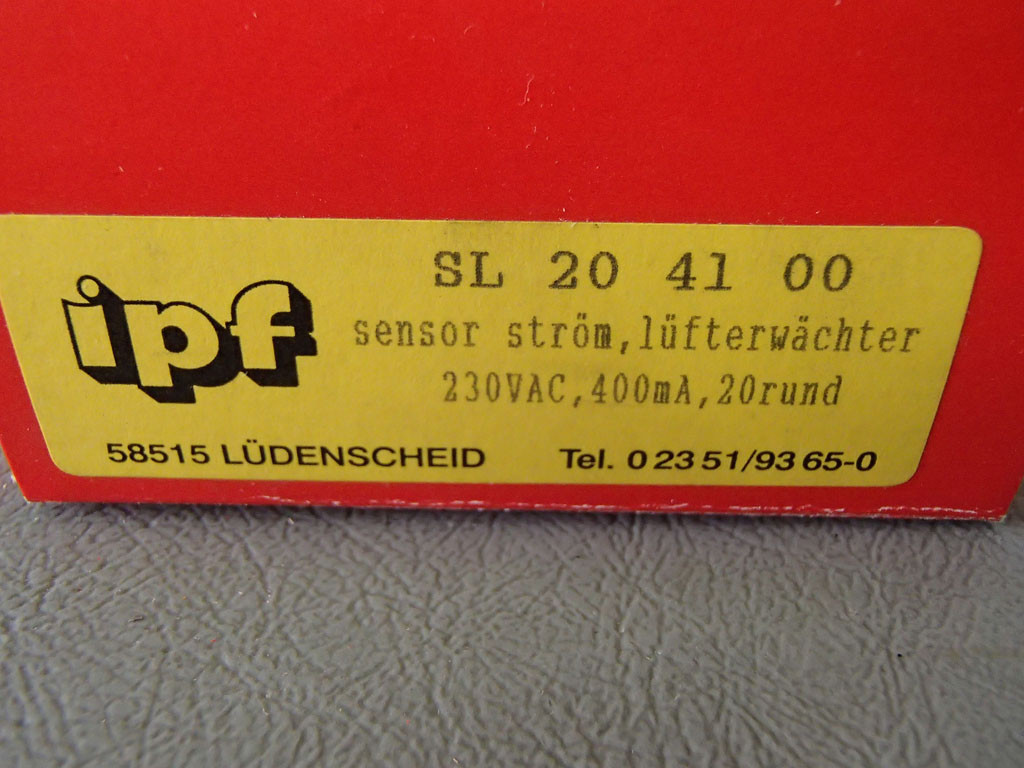 ipf
SL 20 41 00
sensor ström,lüfterwächter
230VAC,400mA,20rund
58515 LÜDENSCHEID Tel. 0 23 51/93 65-0